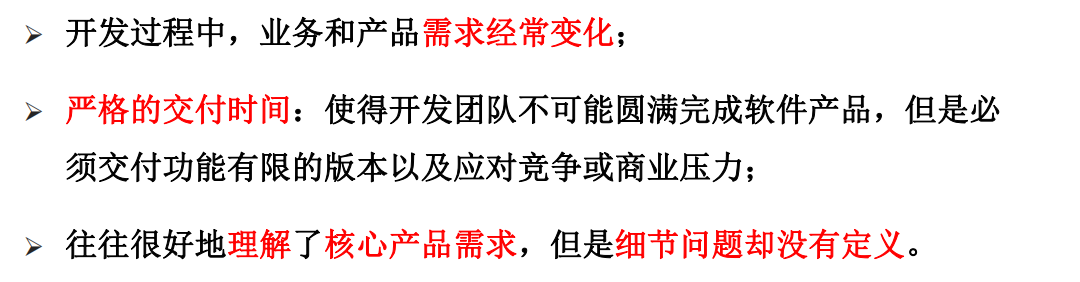 ➢ 开发过程中，业务和产品需求经常变化；
➢ 严格的交付时间：使得开发团队不可能圆满完成软件产品，但是必
须交付功能有限的版本以及应对竞争或商业压力；
➢ 往往很好地理解了核心产品需求，但是细节问题却没有定义。